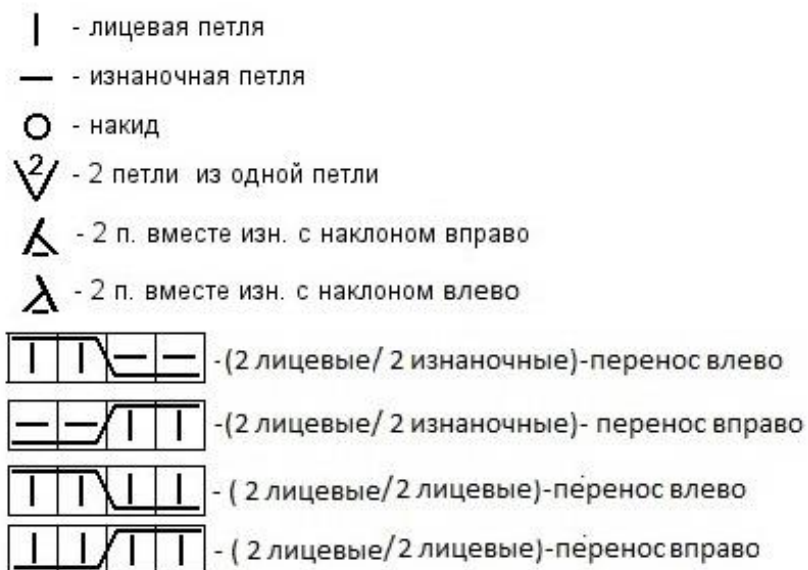 - лицевая петля
- изнаночная петля
- накид
2 - 2 петли из одной петли
- 2 п. вместе изн. с наклоном вправо
- 2 п. вместе изн. с наклоном влево
-(2 лицевые/ 2 изнаночные)-перенос влево
-(2 лицевые/ 2 изнаночные)- перенос вправо
- ( 2 лицевые/2 лицевые)-перенос влево
- ( 2 лицевые/2 лицевые)-перенос вправо